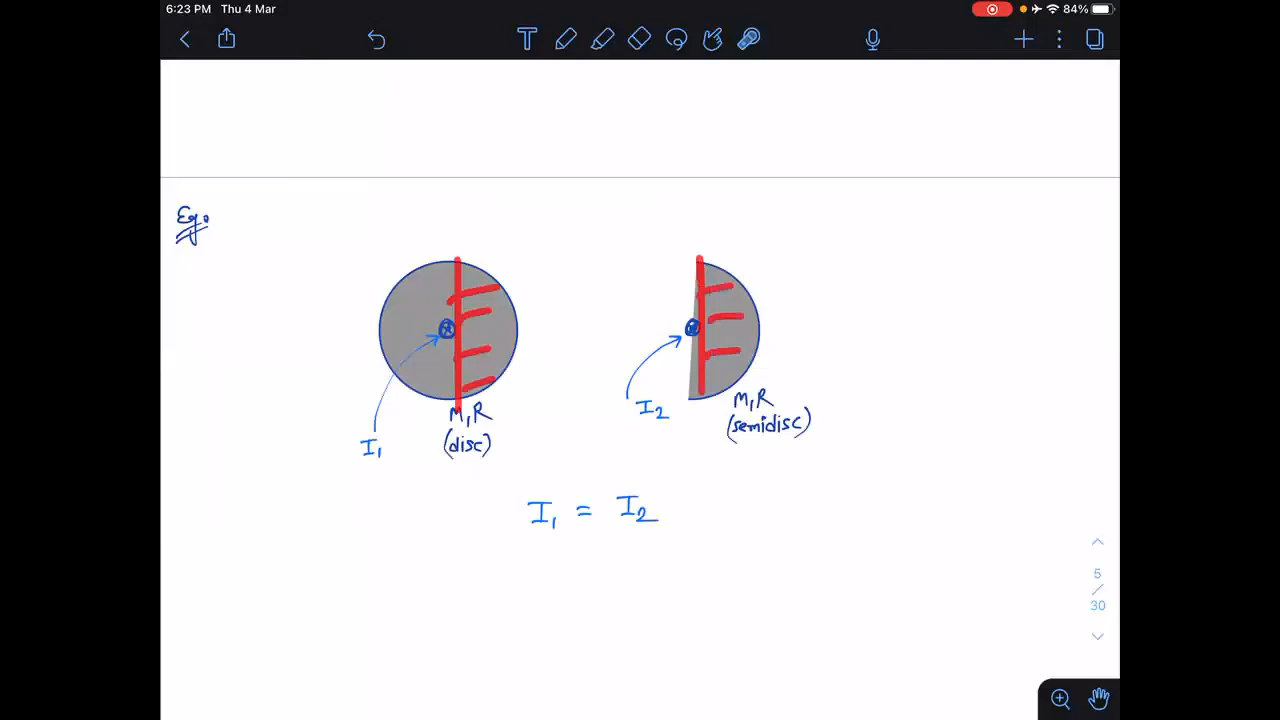 6:23 PM Thu 4 Mar
84%
T
Eg.
M,R
(disc)
I₁
M,R
(semidisc)
I₂
I₁ = I₂
5
/
30